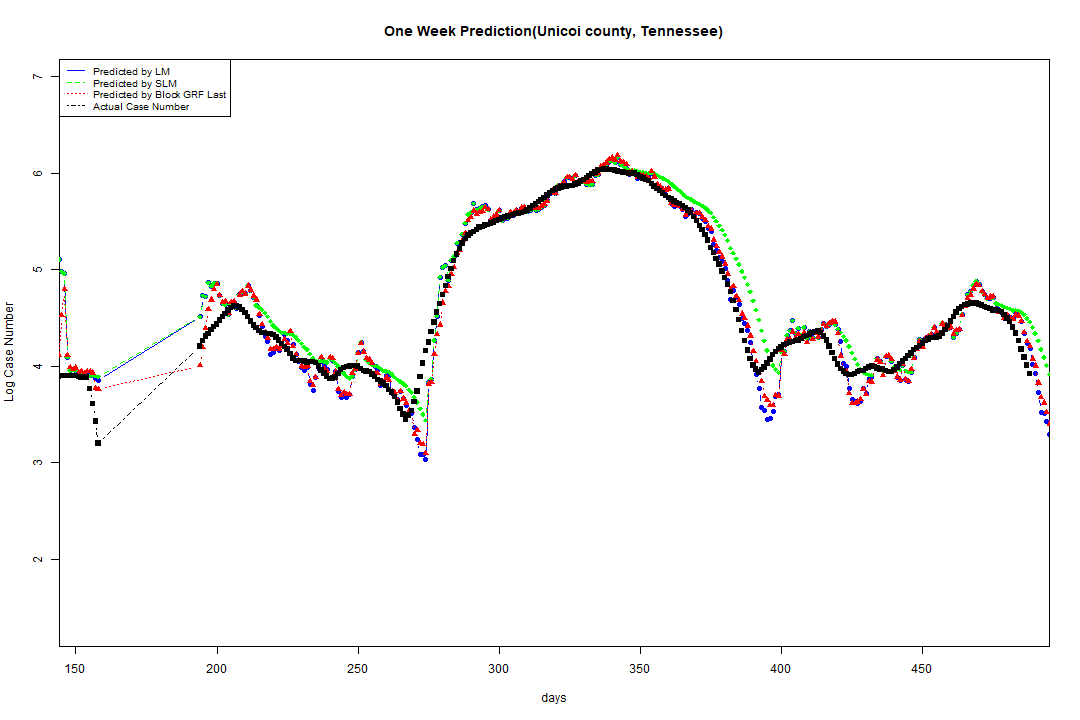 One Week Prediction(Unicoi county, Tennessee)
Predicted by LM
Predicted by SLM
Predicted by Block GRF Last
Actual Case Number
7
6
5
4
3
2
Log Case Number
150 200 250 300 350 400 450
days